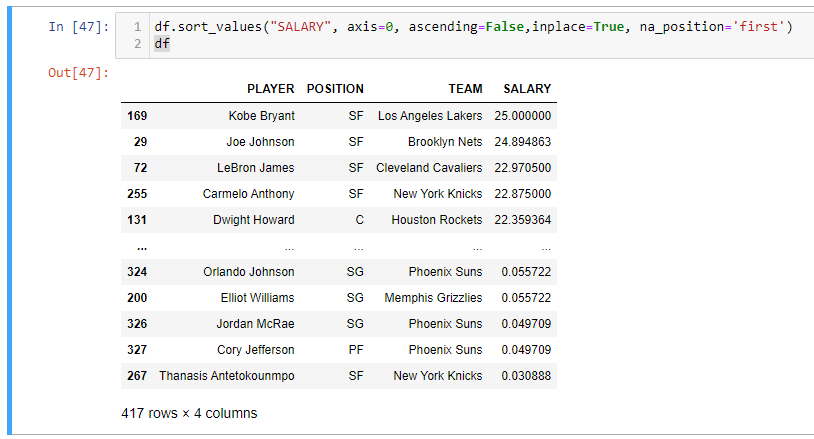 In [47]: 1 df.sort_values("SALARY", axis=0, ascending=False,inplace=True, na_position='first')
2 df
Out[47]:
PLAYER POSITION TEAM SALARY
169 Kobe Bryant SF Los Angeles Lakers 25.000000
29 Joe Johnson SF Brooklyn Nets 24.894863
72 LeBron James SF Cleveland Cavaliers 22.970500
255 Carmelo Anthony SF New York Knicks 22.875000
131 Dwight Howard C Houston Rockets 22.359364
... ... ... ... ...
324 Orlando Johnson SG Phoenix Suns 0.055722
200 Elliot Williams SG Memphis Grizzlies 0.055722
326 Jordan McRae SG Phoenix Suns 0.049709
327 Cory Jefferson PF Phoenix Suns 0.049709
267 Thanasis Antetokounmpo SF New York Knicks 0.030888
417 rows × 4 columns